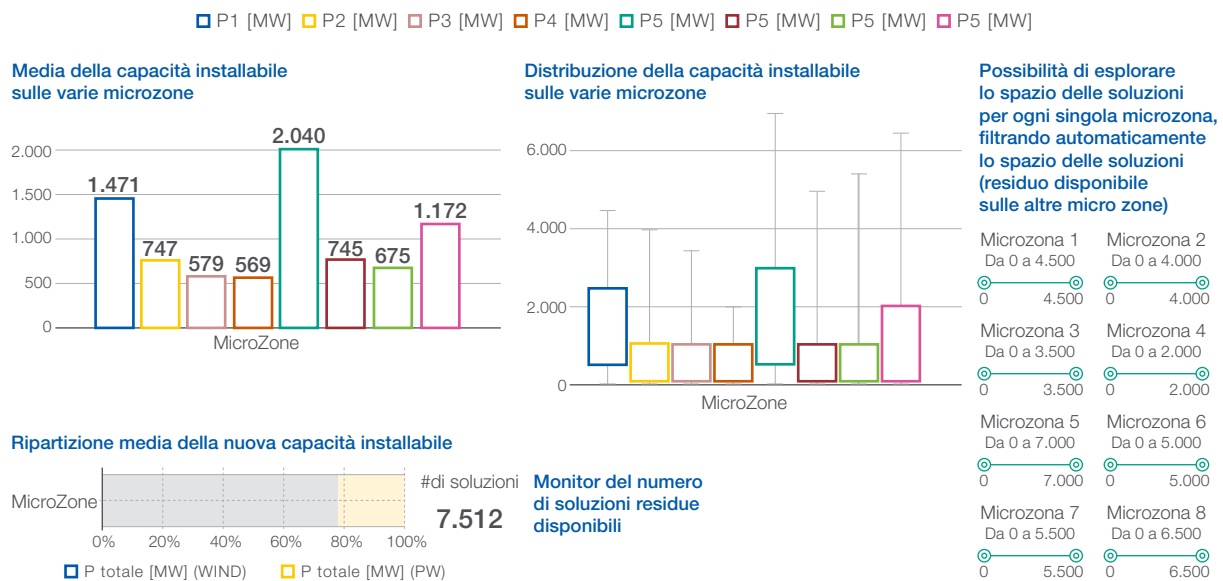 P1 [MW] P2 [MW] P3 [MW] P4 [MW] P5 [MW] P5 [MW] P5 [MW] P5 [MW]
Media della capacità installabile
sulle varie microzone
2.000
1.500
1.000
500
0
1.471
747
579
569
2.040
745
675
1.172
MicroZone
Distribuzione della capacità installabile
sulle varie microzone
6.000
4.000
2.000
0
MicroZone
Possibilità di esplorare
lo spazio delle soluzioni
per ogni singola microzona,
filtrando automaticamente
lo spazio delle soluzioni
(residuo disponibile
sulle altre micro zone)
Microzona 1 Microzona 2
Da 0 a 4.500 Da 0 a 4.000
0 4.500 0 4.000
Microzona 3 Microzona 4
Da 0 a 3.500 Da 0 a 2.000
0 3.500 0 2.000
Microzona 5 Microzona 6
Da 0 a 7.000 Da 0 a 5.000
0 7.000 0 5.000
Microzona 7 Microzona 8
Da 0 a 5.500 Da 0 a 6.500
0 5.500 0 6.500
Ripartizione media della nuova capacità installabile
MicroZone
0% 20% 40% 60% 80% 100%
P totale [MW] (WIND) P totale [MW] (PW)
#di soluzioni
7.512
Monitor del numero
di soluzioni residue
disponibili